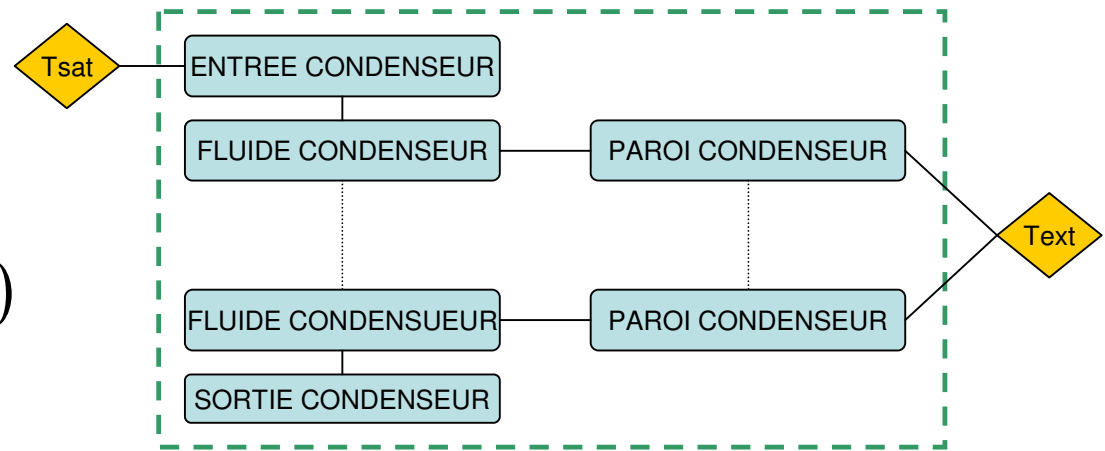 Tsat
ENTREE CONDENSEUR
FLUIDE CONDENSEUR
PAROI CONDENSEUR
Text
)
FLUIDE CONDENSUEUR
PAROI CONDENSEUR
SORTIE CONDENSEUR